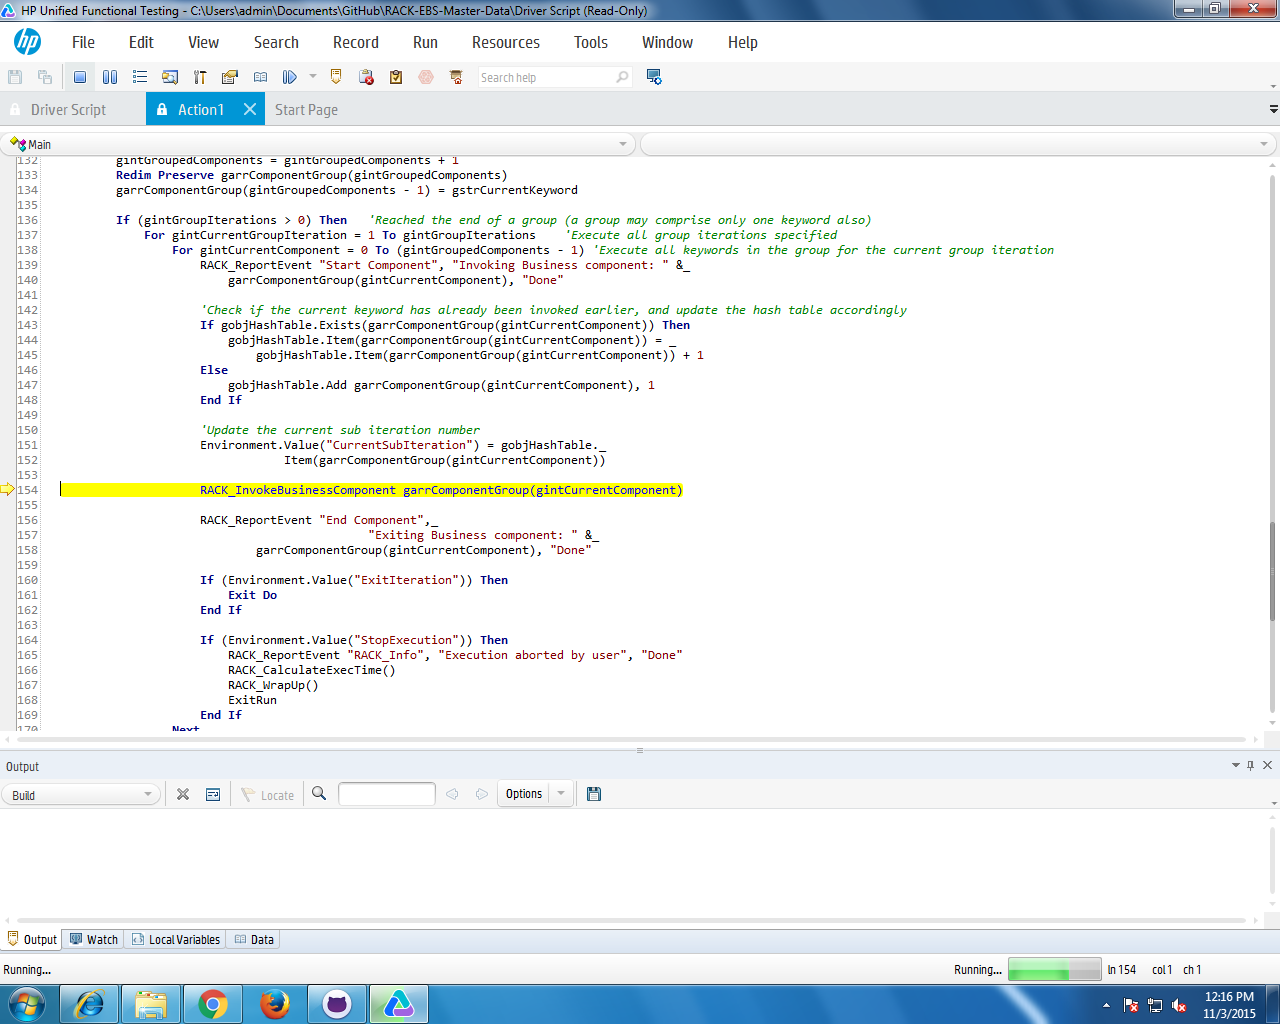 HP Unified Functional Testing - C:\Users\admin\Documents\GitHub\RACK-EBS-Master-Data\Driver Script (Read-Only)
hp File Edit View Search Record Run Resources Tools Window Help
Search help
Driver Script Action1 Start Page
Main
132 gintGroupedComponents = gintGroupedComponents + 1
133 Redim Preserve garrComponentGroup(gintGroupedComponents)
134 garrComponentGroup(gintGroupedComponents - 1) = gstrCurrentKeyword
135
136 If (gintGroupIterations > 0) Then 'Reached the end of a group (a group may comprise only one keyword also)
137 For gintCurrentGroupIteration = 1 To gintGroupIterations 'Execute all group iterations specified
138 For gintCurrentComponent = 0 To (gintGroupedComponents - 1) 'Execute all keywords in the group for the current group iteration
139 RACK_ReportEvent "Start Component", "Invoking Business component: " &_
140 garrComponentGroup(gintCurrentComponent), "Done"
141
142 'Check if the current keyword has already been invoked earlier, and update the hash table accordingly
143 If gobjHashTable.Exists(garrComponentGroup(gintCurrentComponent)) Then
144 gobjHashTable.Item(garrComponentGroup(gintCurrentComponent)) = _
145 gobjHashTable.Item(garrComponentGroup(gintCurrentComponent)) + 1
146 Else
147 gobjHashTable.Add garrComponentGroup(gintCurrentComponent), 1
148 End If
149
150 'Update the current sub iteration number
151 Environment.Value("CurrentSubIteration") = gobjHashTable._
152 Item(garrComponentGroup(gintCurrentComponent))
153
154 RACK_InvokeBusinessComponent garrComponentGroup(gintCurrentComponent)
155
156 RACK_ReportEvent "End Component",_
157 "Exiting Business component: " &_
158 garrComponentGroup(gintCurrentComponent), "Done"
159
160 If (Environment.Value("ExitIteration")) Then
161 Exit Do
162 End If
163
164 If (Environment.Value("StopExecution")) Then
165 RACK_ReportEvent "RACK_Info", "Execution aborted by user", "Done"
166 RACK_CalculateExecTime()
167 RACK_WrapUp()
168 ExitRun
169 End If
170 Next
Output
Build Locate Options
Output Watch Local Variables Data
Running... Running... ln 154 col 1 ch 1
12:16 PM
11/3/2015